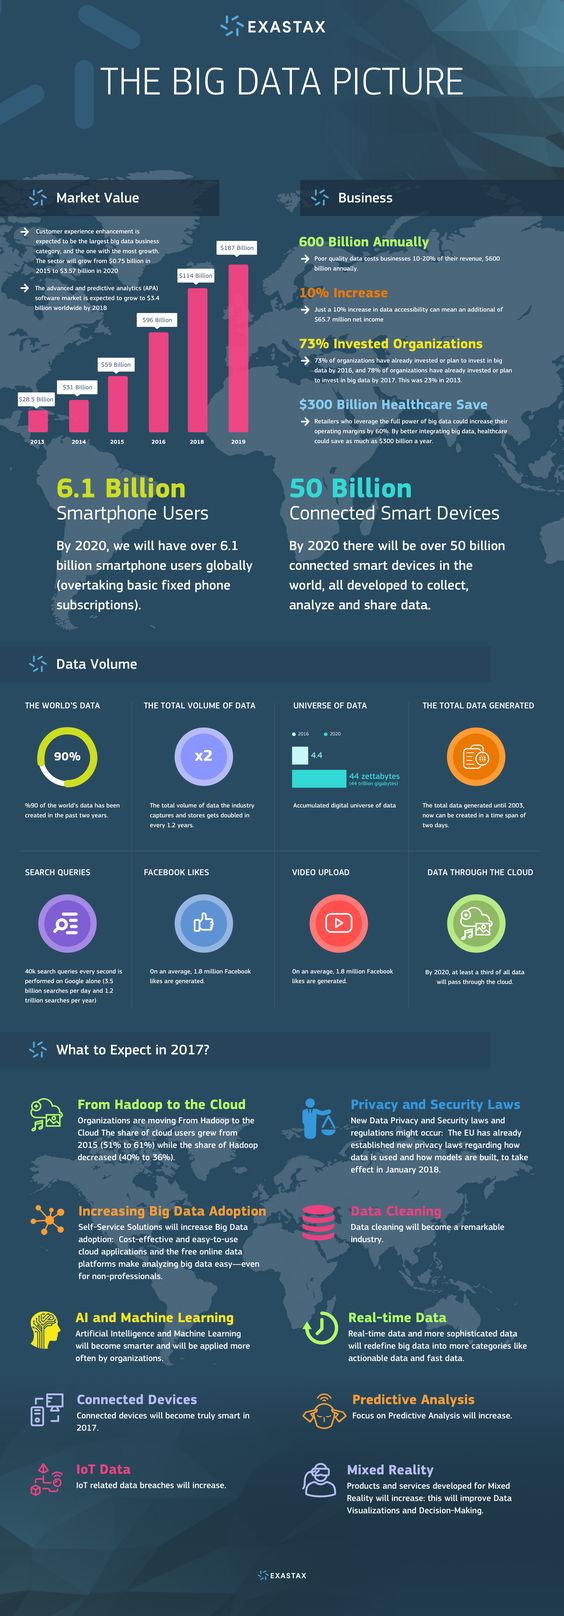 EXASTAX
THE BIG DATA PICTURE
Market Value
Customer experience enhancement is
expected to be the largest big data business
category, and the one with the most growth.
The sector will grow from $0.75 billion in
2015 to $3.57 billion in 2020
The advanced and predictive analytics (APA)
software market is expected to grow to $3.4
billion worldwide by 2018
$28.5 Billion
$31 Billion
$59 Billion
$96 Billion
$114 Billion
$187 Billion
2013 2014 2015 2016 2018 2019
Business
600 Billion Annually
Poor quality data costs businesses 10-20% of their revenue, $600
billion annually.
10% Increase
Just a 10% increase in data accessibility can mean an additional of
$65.7 million net income
73% Invested Organizations
73% of organizations have already invested or plan to invest in big
data by 2016, and 78% of organizations have already invested or plan
to invest in big data by 2017. This was 23% in 2013.
$300 Billion Healthcare Save
Retailers who leverage the full power of big data could increase their
operating margins by 60%. By better integrating big data, healthcare
could save as much as $300 billion a year.
6.1 Billion
Smartphone Users
By 2020, we will have over 6.1
billion smartphone users globally
(overtaking basic fixed phone
subscriptions).
50 Billion
Connected Smart Devices
By 2020 there will be over 50 billion
connected smart devices in the
world, all developed to collect,
analyze and share data.
Data Volume
THE WORLD'S DATA
90%
%90 of the world's data has been
created in the past two years.
THE TOTAL VOLUME OF DATA
x2
The total volume of data the industry
captures and stores gets doubled in
every 1.2 years.
UNIVERSE OF DATA
2016 2020
4.4
44 zettabytes
(44 trillion gigabytes)
Accumulated digital universe of data
THE TOTAL DATA GENERATED
The total data generated until 2003,
now can be created in a time span of
two days.
SEARCH QUERIES
40k search queries every second is
performed on Google alone (3.5
billion searches per day and 1.2
trillion searches per year)
FACEBOOK LIKES
On an average, 1.8 million Facebook
likes are generated.
VIDEO UPLOAD
On an average, 1.8 million Facebook
likes are generated.
DATA THROUGH THE CLOUD
By 2020, at least a third of all data
will pass through the cloud.
What to Expect in 2017?
From Hadoop to the Cloud
Organizations are moving From Hadoop to the
Cloud The share of cloud users grew from
2015 (51% to 61%) while the share of Hadoop
decreased (40% to 36%).
Privacy and Security Laws
New Data Privacy and Security laws and
regulations might occur: The EU has already
established new privacy laws regarding how
data is used and how models are built, to take
effect in January 2018.
Increasing Big Data Adoption
Self-Service Solutions will increase Big Data
adoption: Cost-effective and easy-to-use
cloud applications and the free online data
platforms make analyzing big data easy—even
for non-professionals.
Data Cleaning
Data cleaning will become a remarkable
industry.
AI and Machine Learning
Artificial Intelligence and Machine Learning
will become smarter and will be applied more
often by organizations.
Real-time Data
Real-time data and more sophisticated data
will redefine big data into more categories like
actionable data and fast data.
Connected Devices
Connected devices will become truly smart in
2017.
Predictive Analysis
Focus on Predictive Analysis will increase.
IoT Data
IoT related data breaches will increase.
Mixed Reality
Products and services developed for Mixed
Reality will increase: this will improve Data
Visualizations and Decision-Making.
EXASTAX